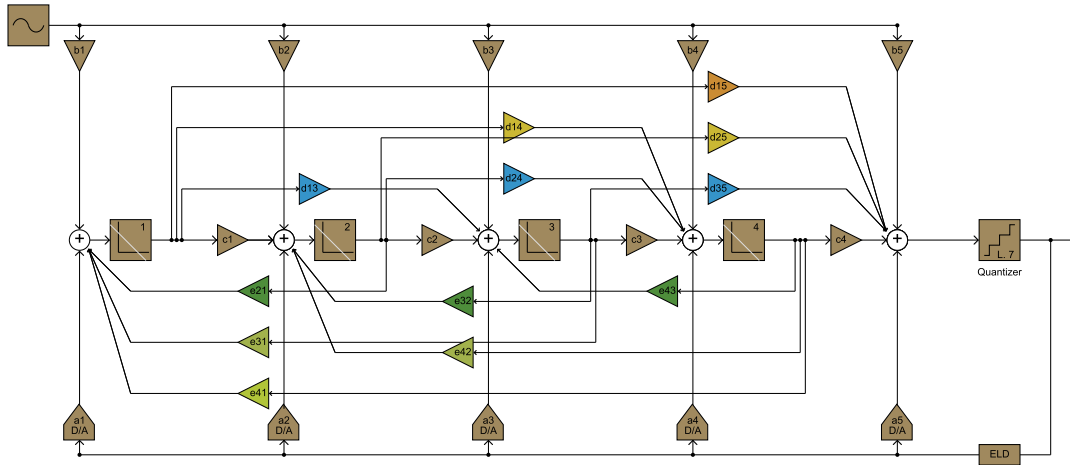 b1
b2
b3
b4
b5
d15
d14
d25
d13
d24
d35
1
2
3
4
c1
c2
c3
c4
L. 7
Quantizer
e21
e32
e43
e31
e42
e41
a1
D/A
a2
D/A
a3
D/A
a4
D/A
a5
D/A
ELD